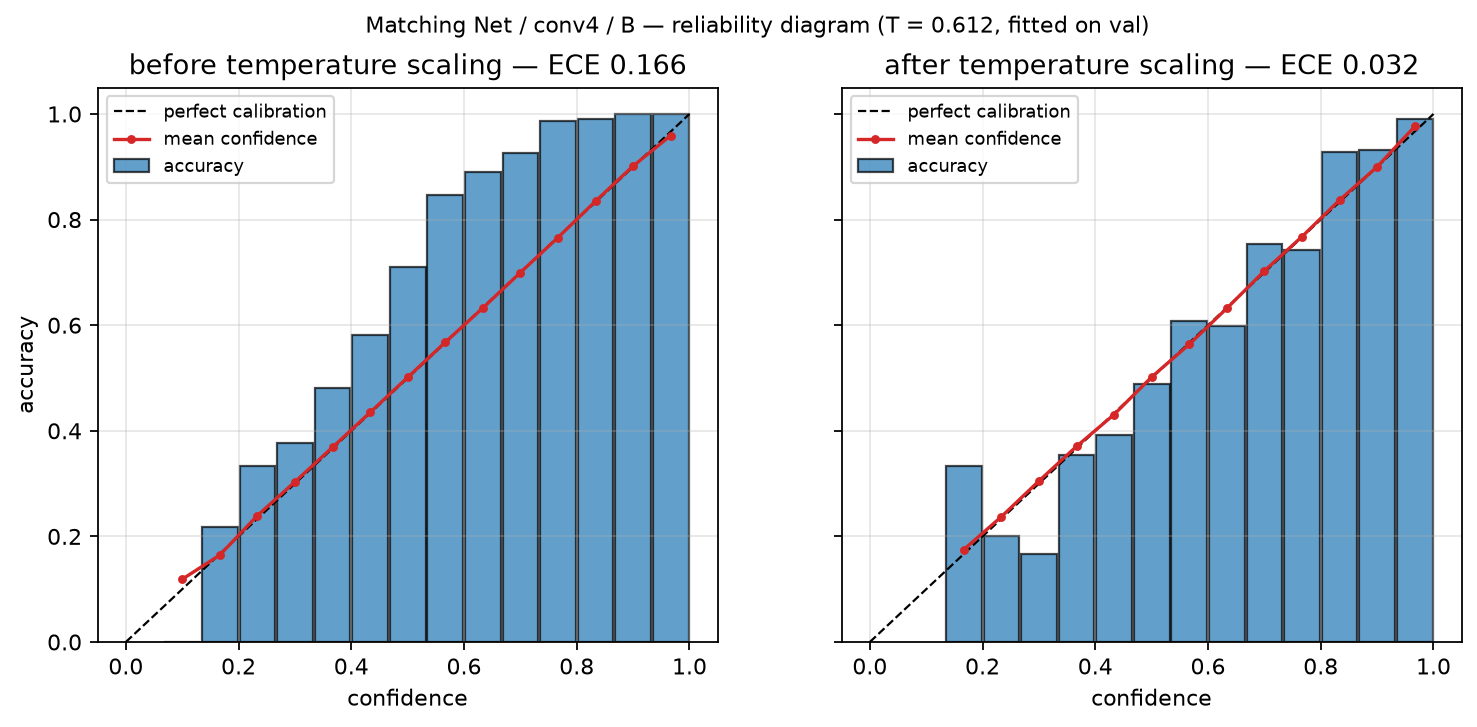 Matching Net / conv4 / B — reliability diagram (T = 0.612, fitted on val)
before temperature scaling — ECE 0.166
perfect calibration
mean confidence
accuracy
1.0
0.8
0.6
0.4
0.2
0.0
accuracy
0.0 0.2 0.4 0.6 0.8 1.0
confidence
after temperature scaling — ECE 0.032
perfect calibration
mean confidence
accuracy
0.0 0.2 0.4 0.6 0.8 1.0
confidence